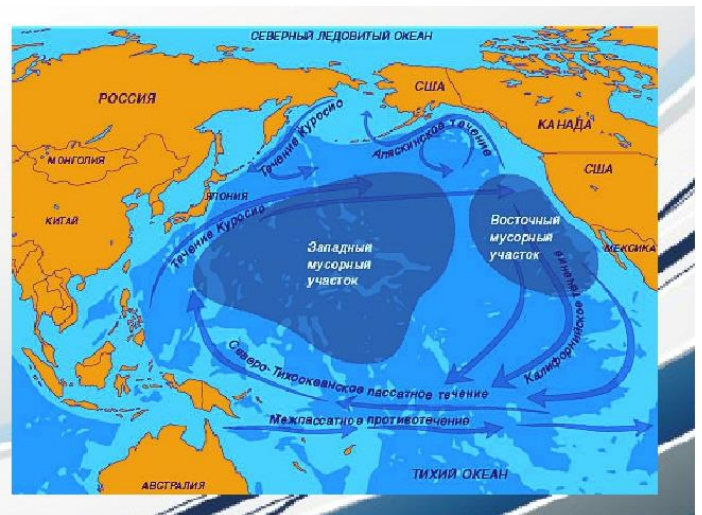 СЕВЕРНЫЙ ЛЕДОВИТЫЙ ОКЕАН
РОССИЯ
США
КАНАДА
Течение Куросио
Аляскинское течение
МОНГОЛИЯ
США
ЯПОНИЯ
КИТАЙ
Течение Куросио
Западный
мусорный
участок
Восточный
мусорный
участок
МЕКСИКА
Калифорнийское течение
Северо-Тихоокеанское пассатное течение
Межпассатное противотечение
ТИХИЙ ОКЕАН
АВСТРАЛИЯ